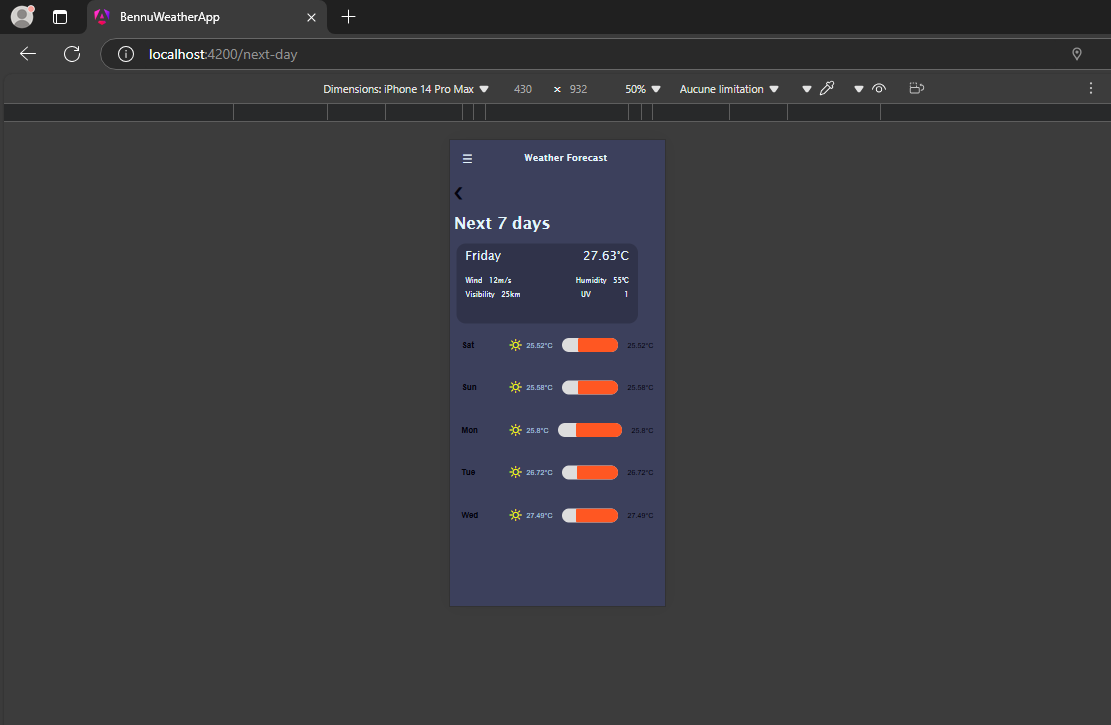 BennuWeatherApp
localhost:4200/next-day
Dimensions: iPhone 14 Pro Max 430 × 932 50% Aucune limitation
Weather Forecast
Next 7 days
Friday 27.63°C
Wind 12m/s Humidity 55°C
Visibility 25km UV 1
Sat 25.52°C 25.52°C
Sun 25.58°C 25.58°C
Mon 25.8°C 25.8°C
Tue 26.72°C 26.72°C
Wed 27.49°C 27.49°C